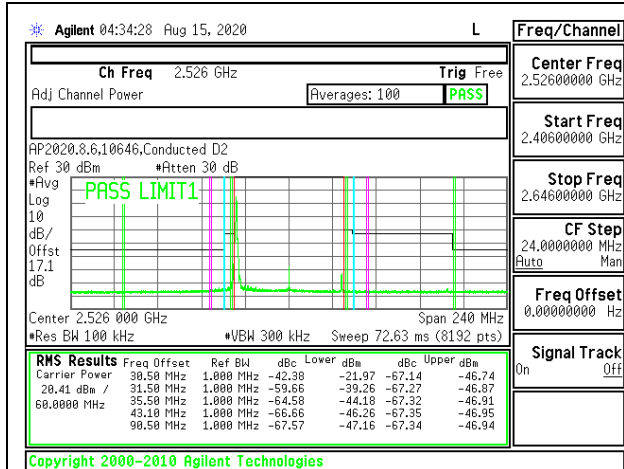 Agilent 04:34:28 Aug 15, 2020 L
Freq/Channel
Ch Freq 2.526 GHz Trig Free
Adj Channel Power Averages: 100 PASS
AP2020.8.6,10646,Conducted D2
Ref 30 dBm #Atten 30 dB
#Avg
Log
10
dB/
Offst
17.1
dB
PASS LIMIT1
Center 2.526 000 GHz Span 240 MHz
#Res BW 100 kHz #VBW 300 kHz Sweep 72.63 ms (8192 pts)
RMS Results Freq Offset Ref BW dBc Lower dBm dBc Upper dBm
Carrier Power 30.50 MHz 1.000 MHz -42.38 -21.97 -67.14 -46.74
20.41 dBm / 31.50 MHz 1.000 MHz -59.66 -39.26 -67.27 -46.87
60.0000 MHz 35.50 MHz 1.000 MHz -64.58 -44.18 -67.32 -46.91
43.10 MHz 1.000 MHz -66.66 -46.26 -67.35 -46.95
90.50 MHz 1.000 MHz -67.57 -47.16 -67.34 -46.94
Center Freq
2.52600000 GHz
Start Freq
2.40600000 GHz
Stop Freq
2.64600000 GHz
CF Step
24.0000000 MHz
Auto Man
Freq Offset
0.00000000 Hz
Signal Track
On Off
Copyright 2000-2010 Agilent Technologies